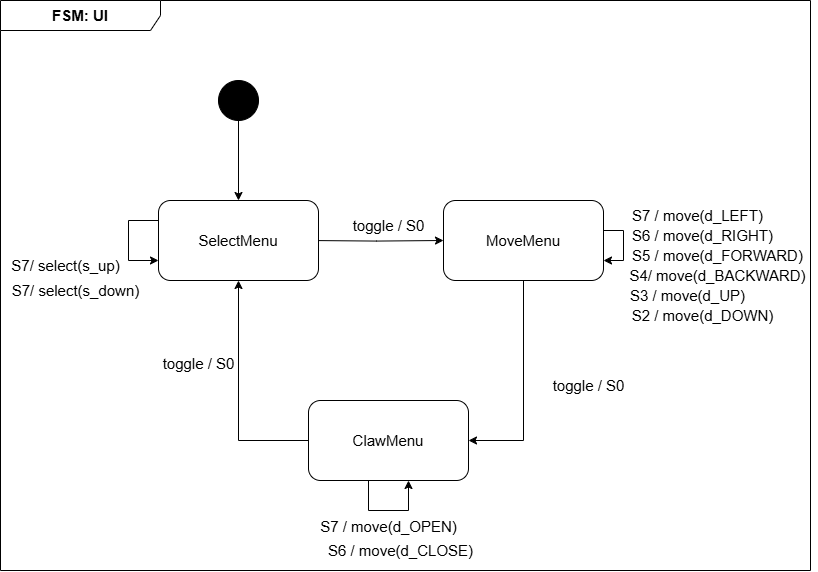 FSM: UI
SelectMenu
toggle / S0
MoveMenu
S7 / move(d_LEFT)
S6 / move(d_RIGHT)
S5 / move(d_FORWARD)
S4/ move(d_BACKWARD)
S3 / move(d_UP)
S2 / move(d_DOWN)
S7/ select(s_up)
S7/ select(s_down)
toggle / S0
toggle / S0
ClawMenu
S7 / move(d_OPEN)
S6 / move(d_CLOSE)